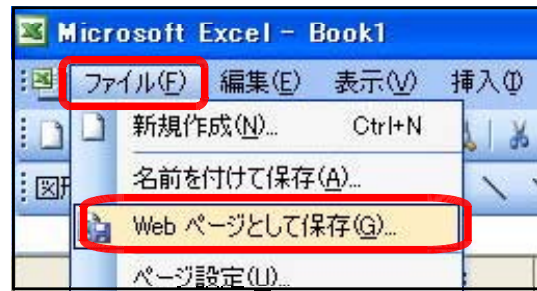 Microsoft Excel - Book1
ファイル(F) 編集(E) 表示(V) 挿入(I)
新規作成(N)... Ctrl+N
名前を付けて保存(A)...
図形
Web ページとして保存(G)...
ページ設定(U)...